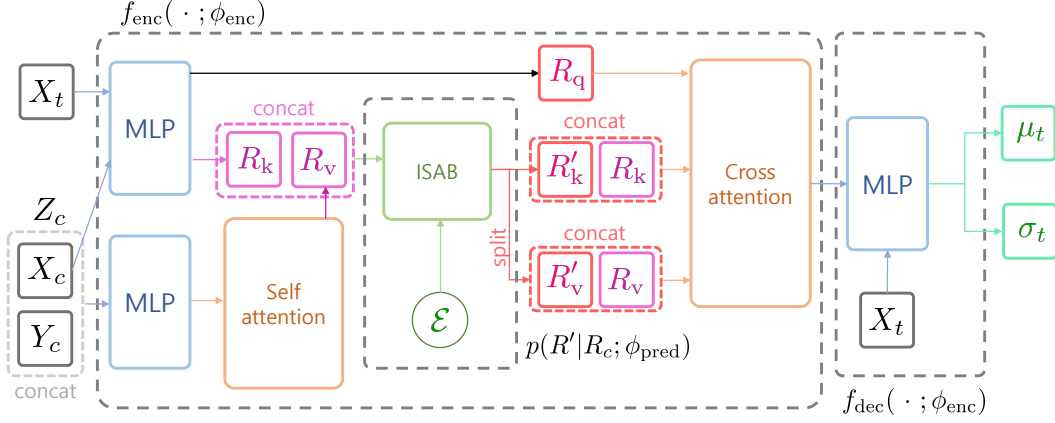 f_enc( · ; ϕ_enc)
X_t
MLP
Z_c
X_c
Y_c
concat
MLP
Self
attention
concat
R_k
R_v
ISAB
ℰ
split
R_q
concat
R′_k
R_k
concat
R′_v
R_v
p(R′|R_c; ϕ_pred)
Cross
attention
MLP
X_t
f_dec( · ; ϕ_enc)
μ_t
σ_t